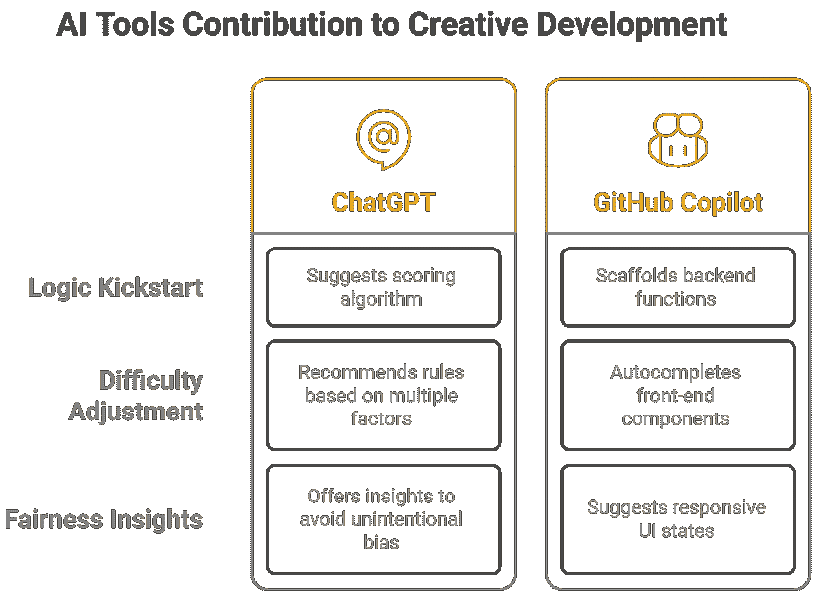 AI Tools Contribution to Creative Development
ChatGPT
GitHub Copilot
Logic Kickstart
Suggests scoring
algorithm
Scaffolds backend
functions
Difficulty
Adjustment
Recommends rules
based on multiple
factors
Autocompletes
front-end
components
Fairness Insights
Offers insights to
avoid unintentional
bias
Suggests responsive
UI states